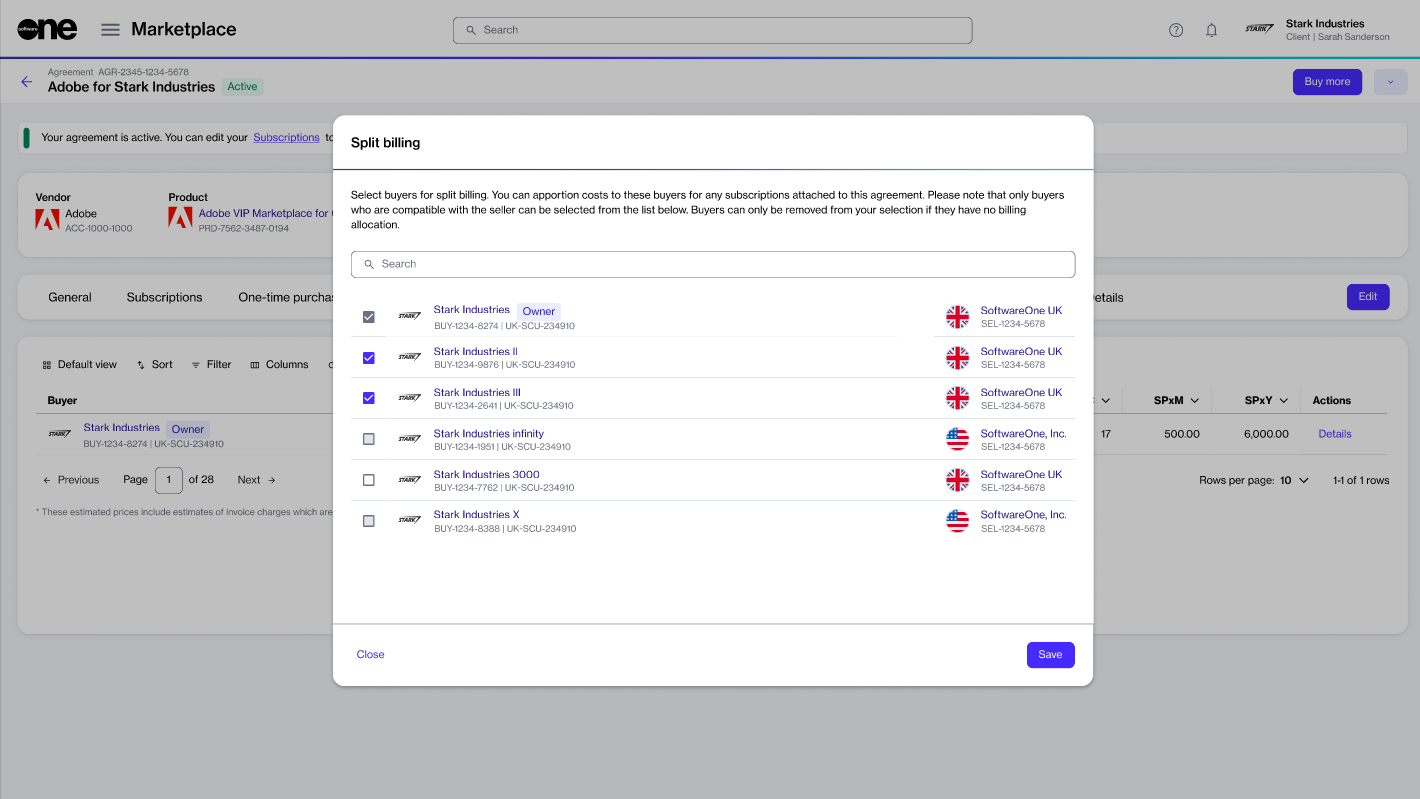 software one
Marketplace
Search
Stark Industries
Client | Sarah Sanderson
Agreement AGR-2345-1234-5678
Adobe for Stark Industries
Active
Buy more
Your agreement is active. You can edit your Subscriptions to
Vendor
Adobe
ACC-1000-1000
Product
Adobe VIP Marketplace for
PRD-7562-3487-0194
General
Subscriptions
One-time purchas
etails
Edit
Default view
Sort
Filter
Columns
Buyer
SPxM
SPxY
Actions
STARK
Stark Industries
Owner
BUY-1234-8274 | UK-SCU-234910
17
500.00
6,000.00
Details
Previous
Page 1 of 28
Next
Rows per page: 10
1-1 of 1 rows
* These estimated prices include estimates of invoice charges which are
Split billing
Select buyers for split billing. You can apportion costs to these buyers for any subscriptions attached to this agreement. Please note that only buyers
who are compatible with the seller can be selected from the list below. Buyers can only be removed from your selection if they have no billing
allocation.
Search
STARK
Stark Industries Owner
BUY-1234-8274 | UK-SCU-234910
SoftwareOne UK
SEL-1234-5678
STARK
Stark Industries II
BUY-1234-9876 | UK-SCU-234910
SoftwareOne UK
SEL-1234-5678
STARK
Stark Industries III
BUY-1234-2641 | UK-SCU-234910
SoftwareOne UK
SEL-1234-5678
STARK
Stark Industries infinity
BUY-1234-1951 | UK-SCU-234910
SoftwareOne, Inc.
SEL-1234-5678
STARK
Stark Industries 3000
BUY-1234-7762 | UK-SCU-234910
SoftwareOne UK
SEL-1234-5678
STARK
Stark Industries X
BUY-1234-8388 | UK-SCU-234910
SoftwareOne, Inc.
SEL-1234-5678
Close
Save